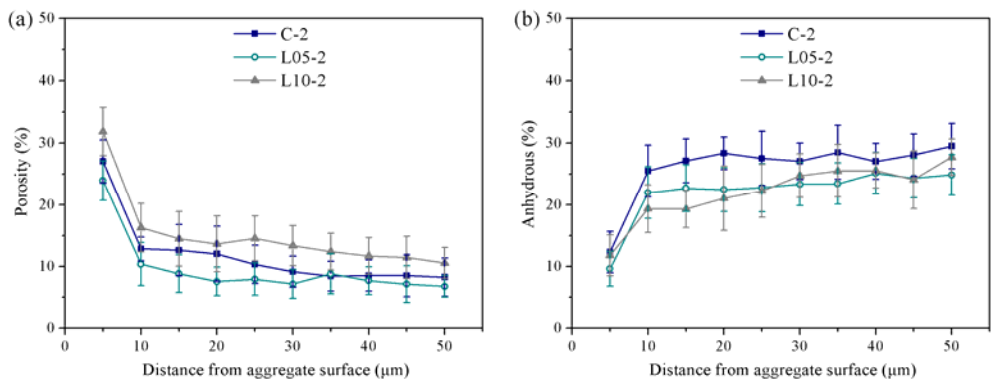 (a)
50
40
30
20
10
0
Porosity (%)
C-2
L05-2
L10-2
0 10 20 30 40 50
Distance from aggregate surface (µm)
(b)
50
40
30
20
10
0
Anhydrous (%)
C-2
L05-2
L10-2
0 10 20 30 40 50
Distance from aggregate surface (µm)